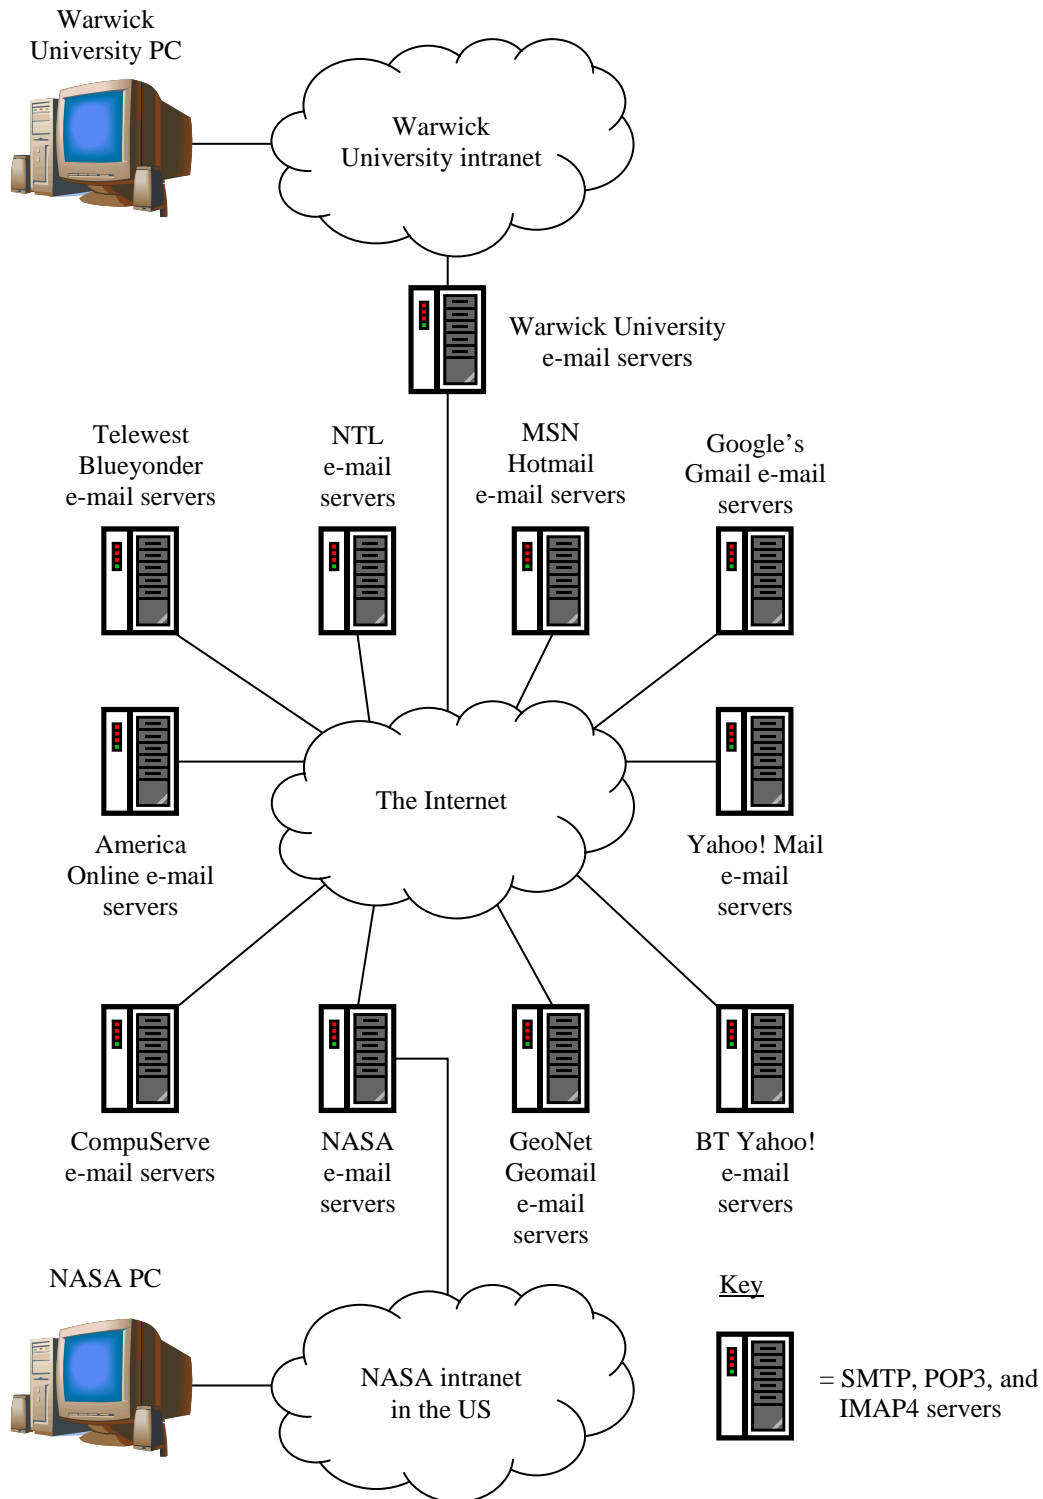 Warwick
University PC
Warwick
University intranet
Warwick University
e-mail servers
Telewest
Blueyonder
e-mail servers
NTL
e-mail
servers
MSN
Hotmail
e-mail servers
Google's
Gmail e-mail
servers
The Internet
America
Online e-mail
servers
Yahoo! Mail
e-mail
servers
CompuServe
e-mail servers
NASA
e-mail
servers
GeoNet
Geomail
e-mail
servers
BT Yahoo!
e-mail
servers
NASA PC
NASA intranet
in the US
Key
= SMTP, POP3, and
IMAP4 servers